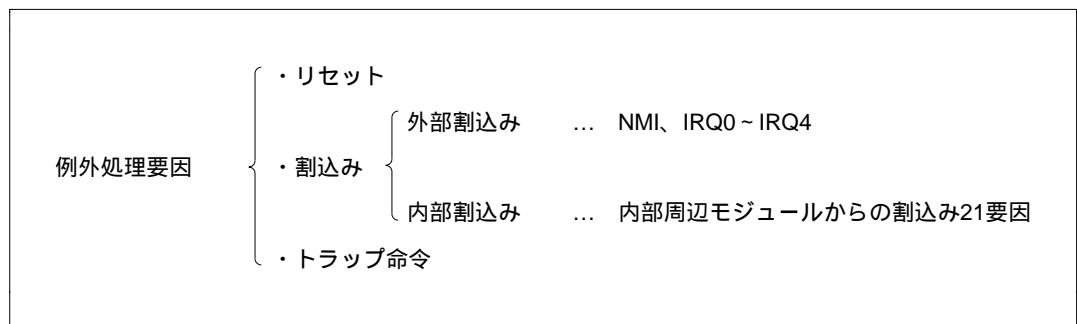 ・リセット
外部割込み … NMI、IRQ0~IRQ4
例外処理要因 ・割込み
内部割込み … 内部周辺モジュールからの割込み21要因
・トラップ命令